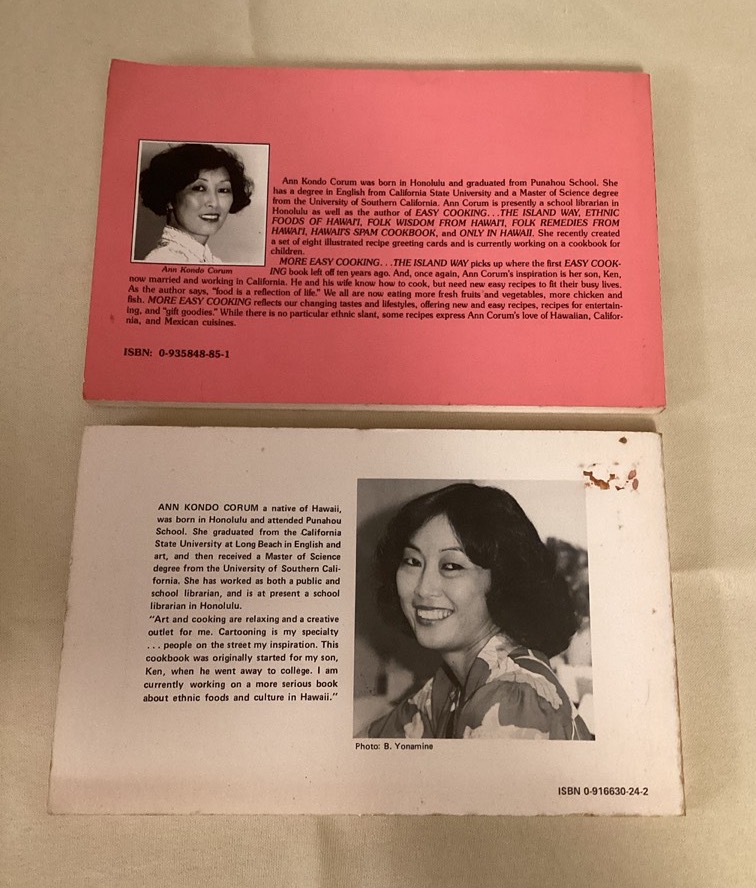 Ann Kondo Corum was born in Honolulu and graduated from Punahou School. She
has a degree in English from California State University and a Master of Science degree
from the University of Southern California. Ann Corum is presently a school librarian in
Honolulu as well as the author of EASY COOKING. . .THE ISLAND WAY, ETHNIC
FOODS OF HAWAI'I, FOLK WISDOM FROM HAWAI'I, FOLK REMEDIES FROM
HAWAI'I, HAWAII'S SPAM COOKBOOK, and ONLY IN HAWAII. She recently created
a set of eight illustrated recipe greeting cards and is currently working on a cookbook for
children.
Ann Kondo Corum
MORE EASY COOKING. . .THE ISLAND WAY picks up where the first EASY COOK-
ING book left off ten years ago. And, once again, Ann Corum's inspiration is her son, Ken,
now married and working in California. He and his wife know how to cook, but need new easy recipes to fit their busy lives.
As the author says, "food is a reflection of life." We all are now eating more fresh fruits and vegetables, more chicken and
fish. MORE EASY COOKING reflects our changing tastes and lifestyles, offering new and easy recipes, recipes for entertain-
ing, and "gift goodies." While there is no particular ethnic slant, some recipes express Ann Corum's love of Hawaiian, Califor-
nia, and Mexican cuisines.
ISBN: 0-935848-85-1
ANN KONDO CORUM a native of Hawaii,
was born in Honolulu and attended Punahou
School. She graduated from the California
State University at Long Beach in English and
art, and then received a Master of Science
degree from the University of Southern Cali-
fornia. She has worked as both a public and
school librarian, and is at present a school
librarian in Honolulu.
"Art and cooking are relaxing and a creative
outlet for me. Cartooning is my specialty
. . . people on the street my inspiration. This
cookbook was originally started for my son,
Ken, when he went away to college. I am
currently working on a more serious book
about ethnic foods and culture in Hawaii."
Photo: B. Yonamine
ISBN 0-916630-24-2